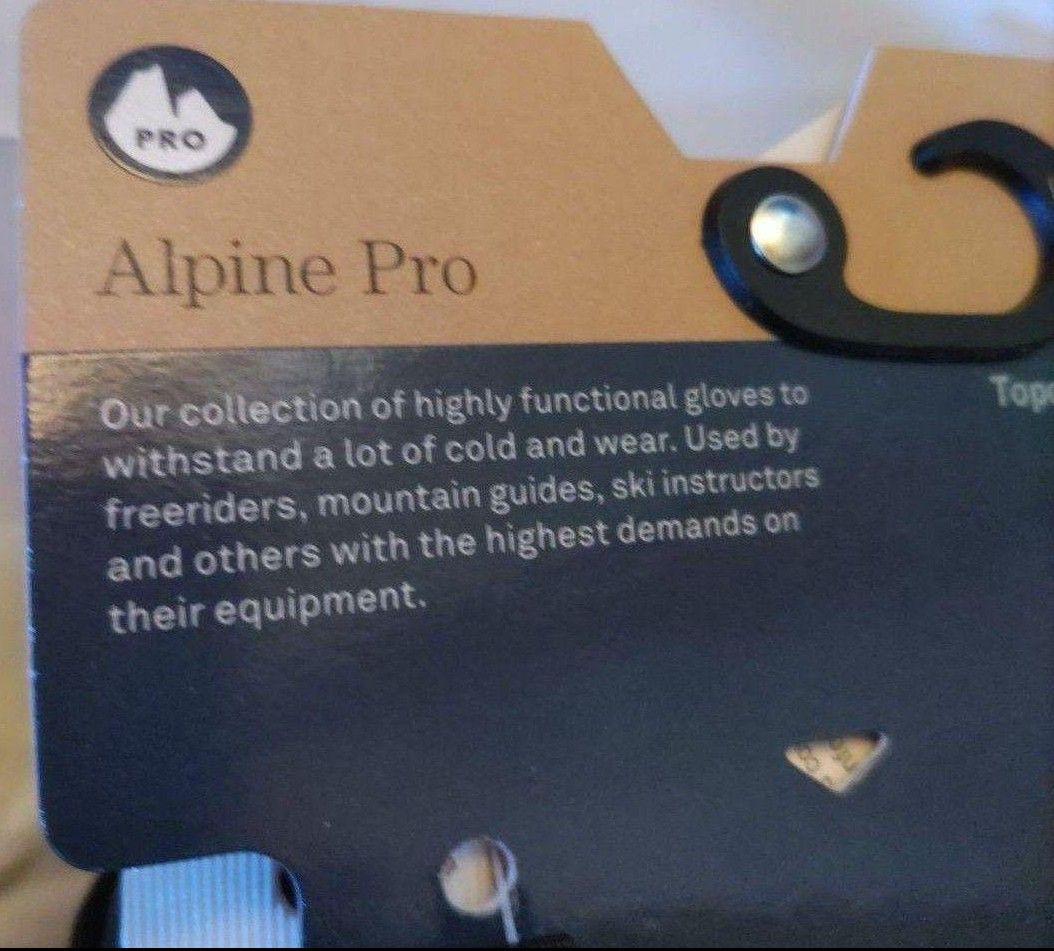 PRO
Alpine Pro
Our collection of highly functional gloves to
withstand a lot of cold and wear. Used by
freeriders, mountain guides, ski instructors
and others with the highest demands on
their equipment.